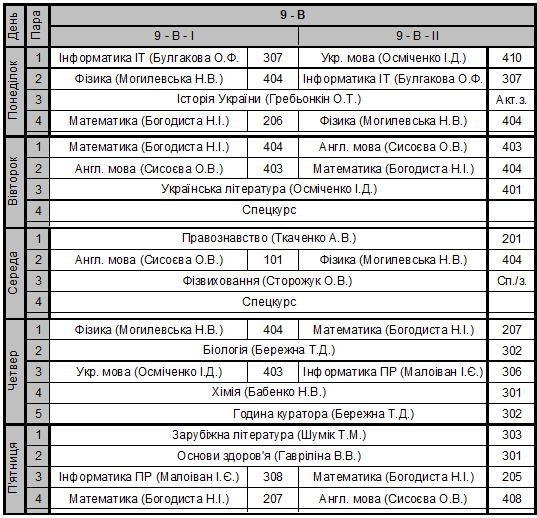 День Пара 9 - В
9 - В - I 9 - В - II
Понеділок
1 Інформатика ІТ (Булгакова О.Ф. 307 Укр. мова (Осміченко І.Д.) 410
2 Фізика (Могилевська Н.В.) 404 Інформатика ІТ (Булгакова О.Ф. 307
3 Історія України (Гребьонкін О.Т.) Акт.з.
4 Математика (Богодиста Н.І.) 206 Фізика (Могилевська Н.В.) 404
Вівторок
1 Математика (Богодиста Н.І.) 404 Англ. мова (Сисоєва О.В.) 403
2 Англ. мова (Сисоєва О.В.) 403 Математика (Богодиста Н.І.) 404
3 Українська література (Осміченко І.Д.) 401
4 Спецкурс
Середа
1 Правознавство (Ткаченко А.В.) 201
2 Англ. мова (Сисоєва О.В.) 101 Фізика (Могилевська Н.В.) 404
3 Фізвиховання (Сторожук О.В.) Сп./з.
4 Спецкурс
Четвер
1 Фізика (Могилевська Н.В.) 404 Математика (Богодиста Н.І.) 207
2 Біологія (Бережна Т.Д.) 302
3 Укр. мова (Осміченко І.Д.) 403 Інформатика ПР (Малоіван І.Є.) 306
4 Хімія (Бабенко Н.В.) 301
5 Година куратора (Бережна Т.Д.) 302
П'ятниця
1 Зарубіжна література (Шумік Т.М.) 303
2 Основи здоров'я (Гавріліна В.В.) 301
3 Інформатика ПР (Малоіван І.Є.) 308 Математика (Богодиста Н.І.) 205
4 Математика (Богодиста Н.І.) 207 Англ. мова (Сисоєва О.В.) 408